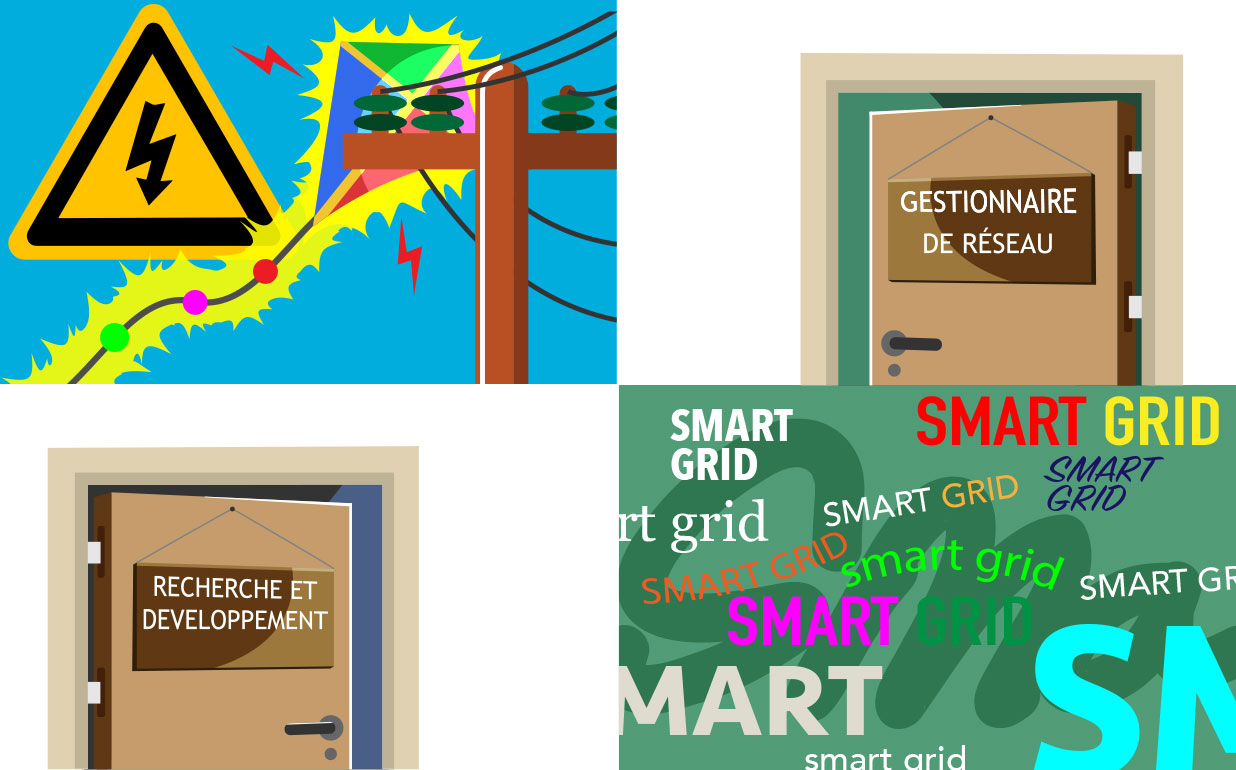 GESTIONNAIRE
DE RÉSEAU
RECHERCHE ET
DEVELOPPEMENT
SMART
GRID
SMART GRID
SMART
GRID
rt grid
SMART GRID
SMART GRID
smart grid
SMART GR
SMART GRID
MART
SM
smart grid